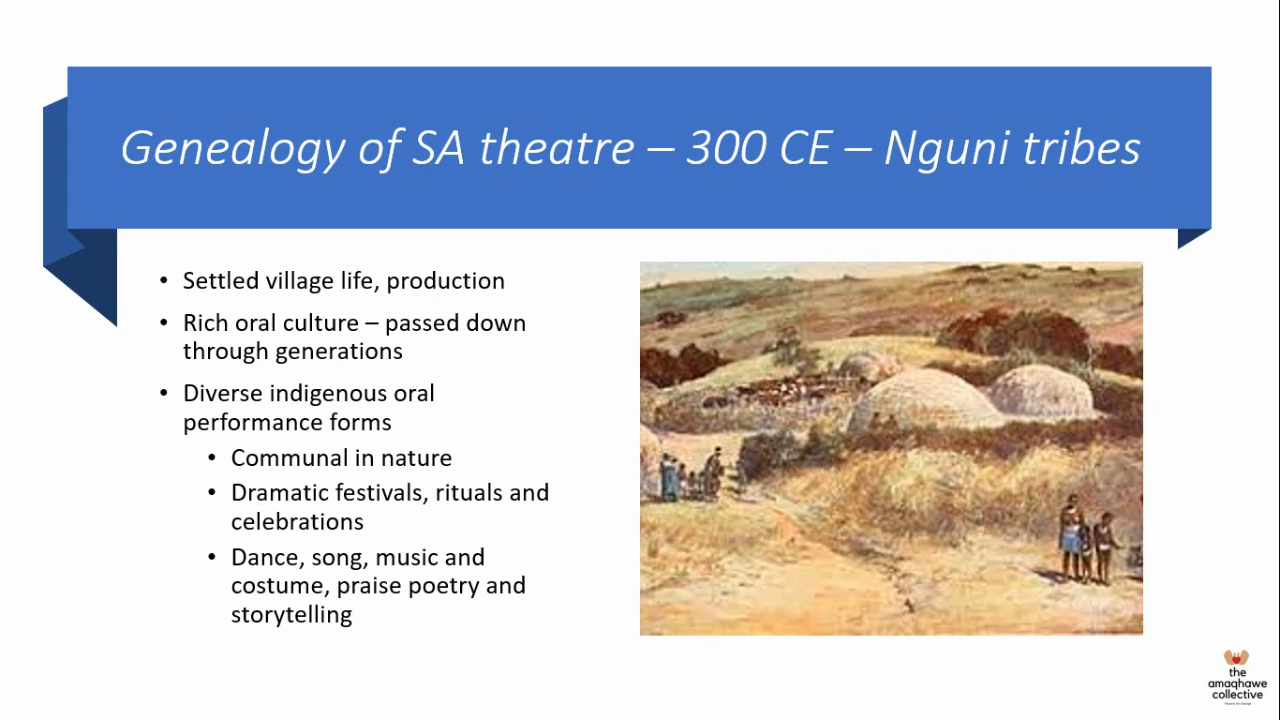 Genealogy of SA theatre – 300 CE – Nguni tribes
• Settled village life, production
• Rich oral culture – passed down
through generations
• Diverse indigenous oral
performance forms
• Communal in nature
• Dramatic festivals, rituals and
celebrations
• Dance, song, music and
costume, praise poetry and
storytelling
the
amaqhawe
collective